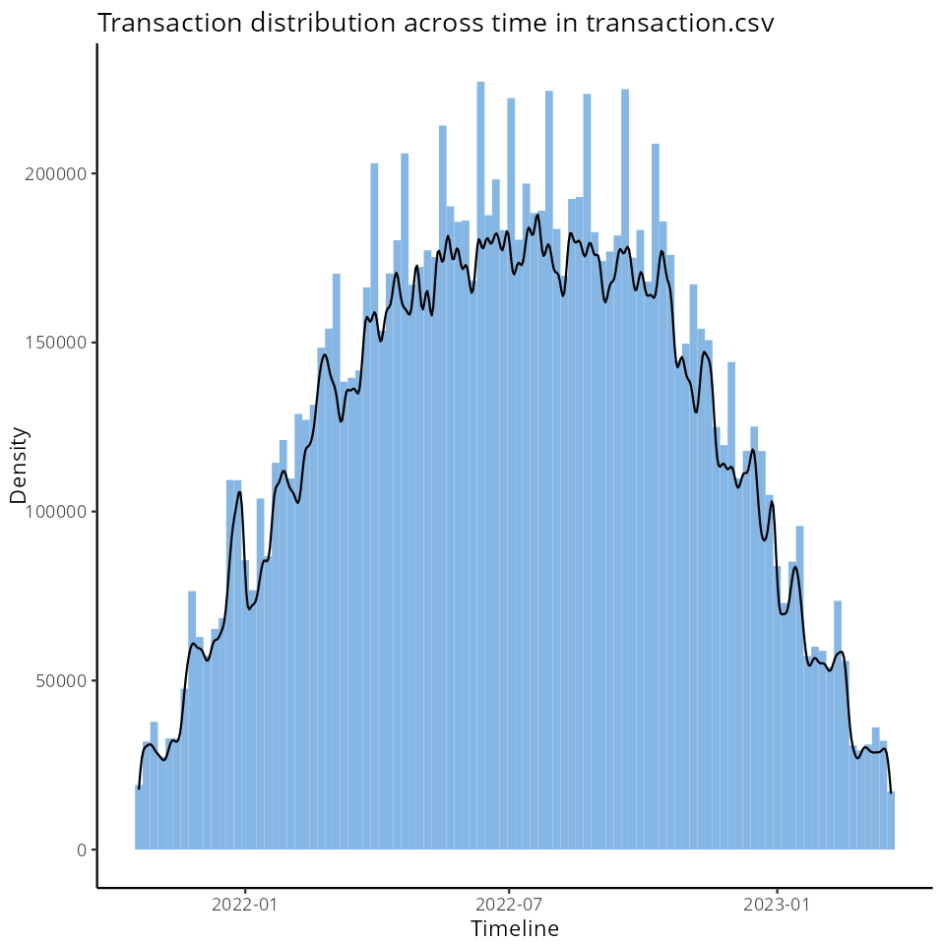 Transaction distribution across time in transaction.csv
Density
200000
150000
100000
50000
0
2022-01
2022-07
2023-01
Timeline